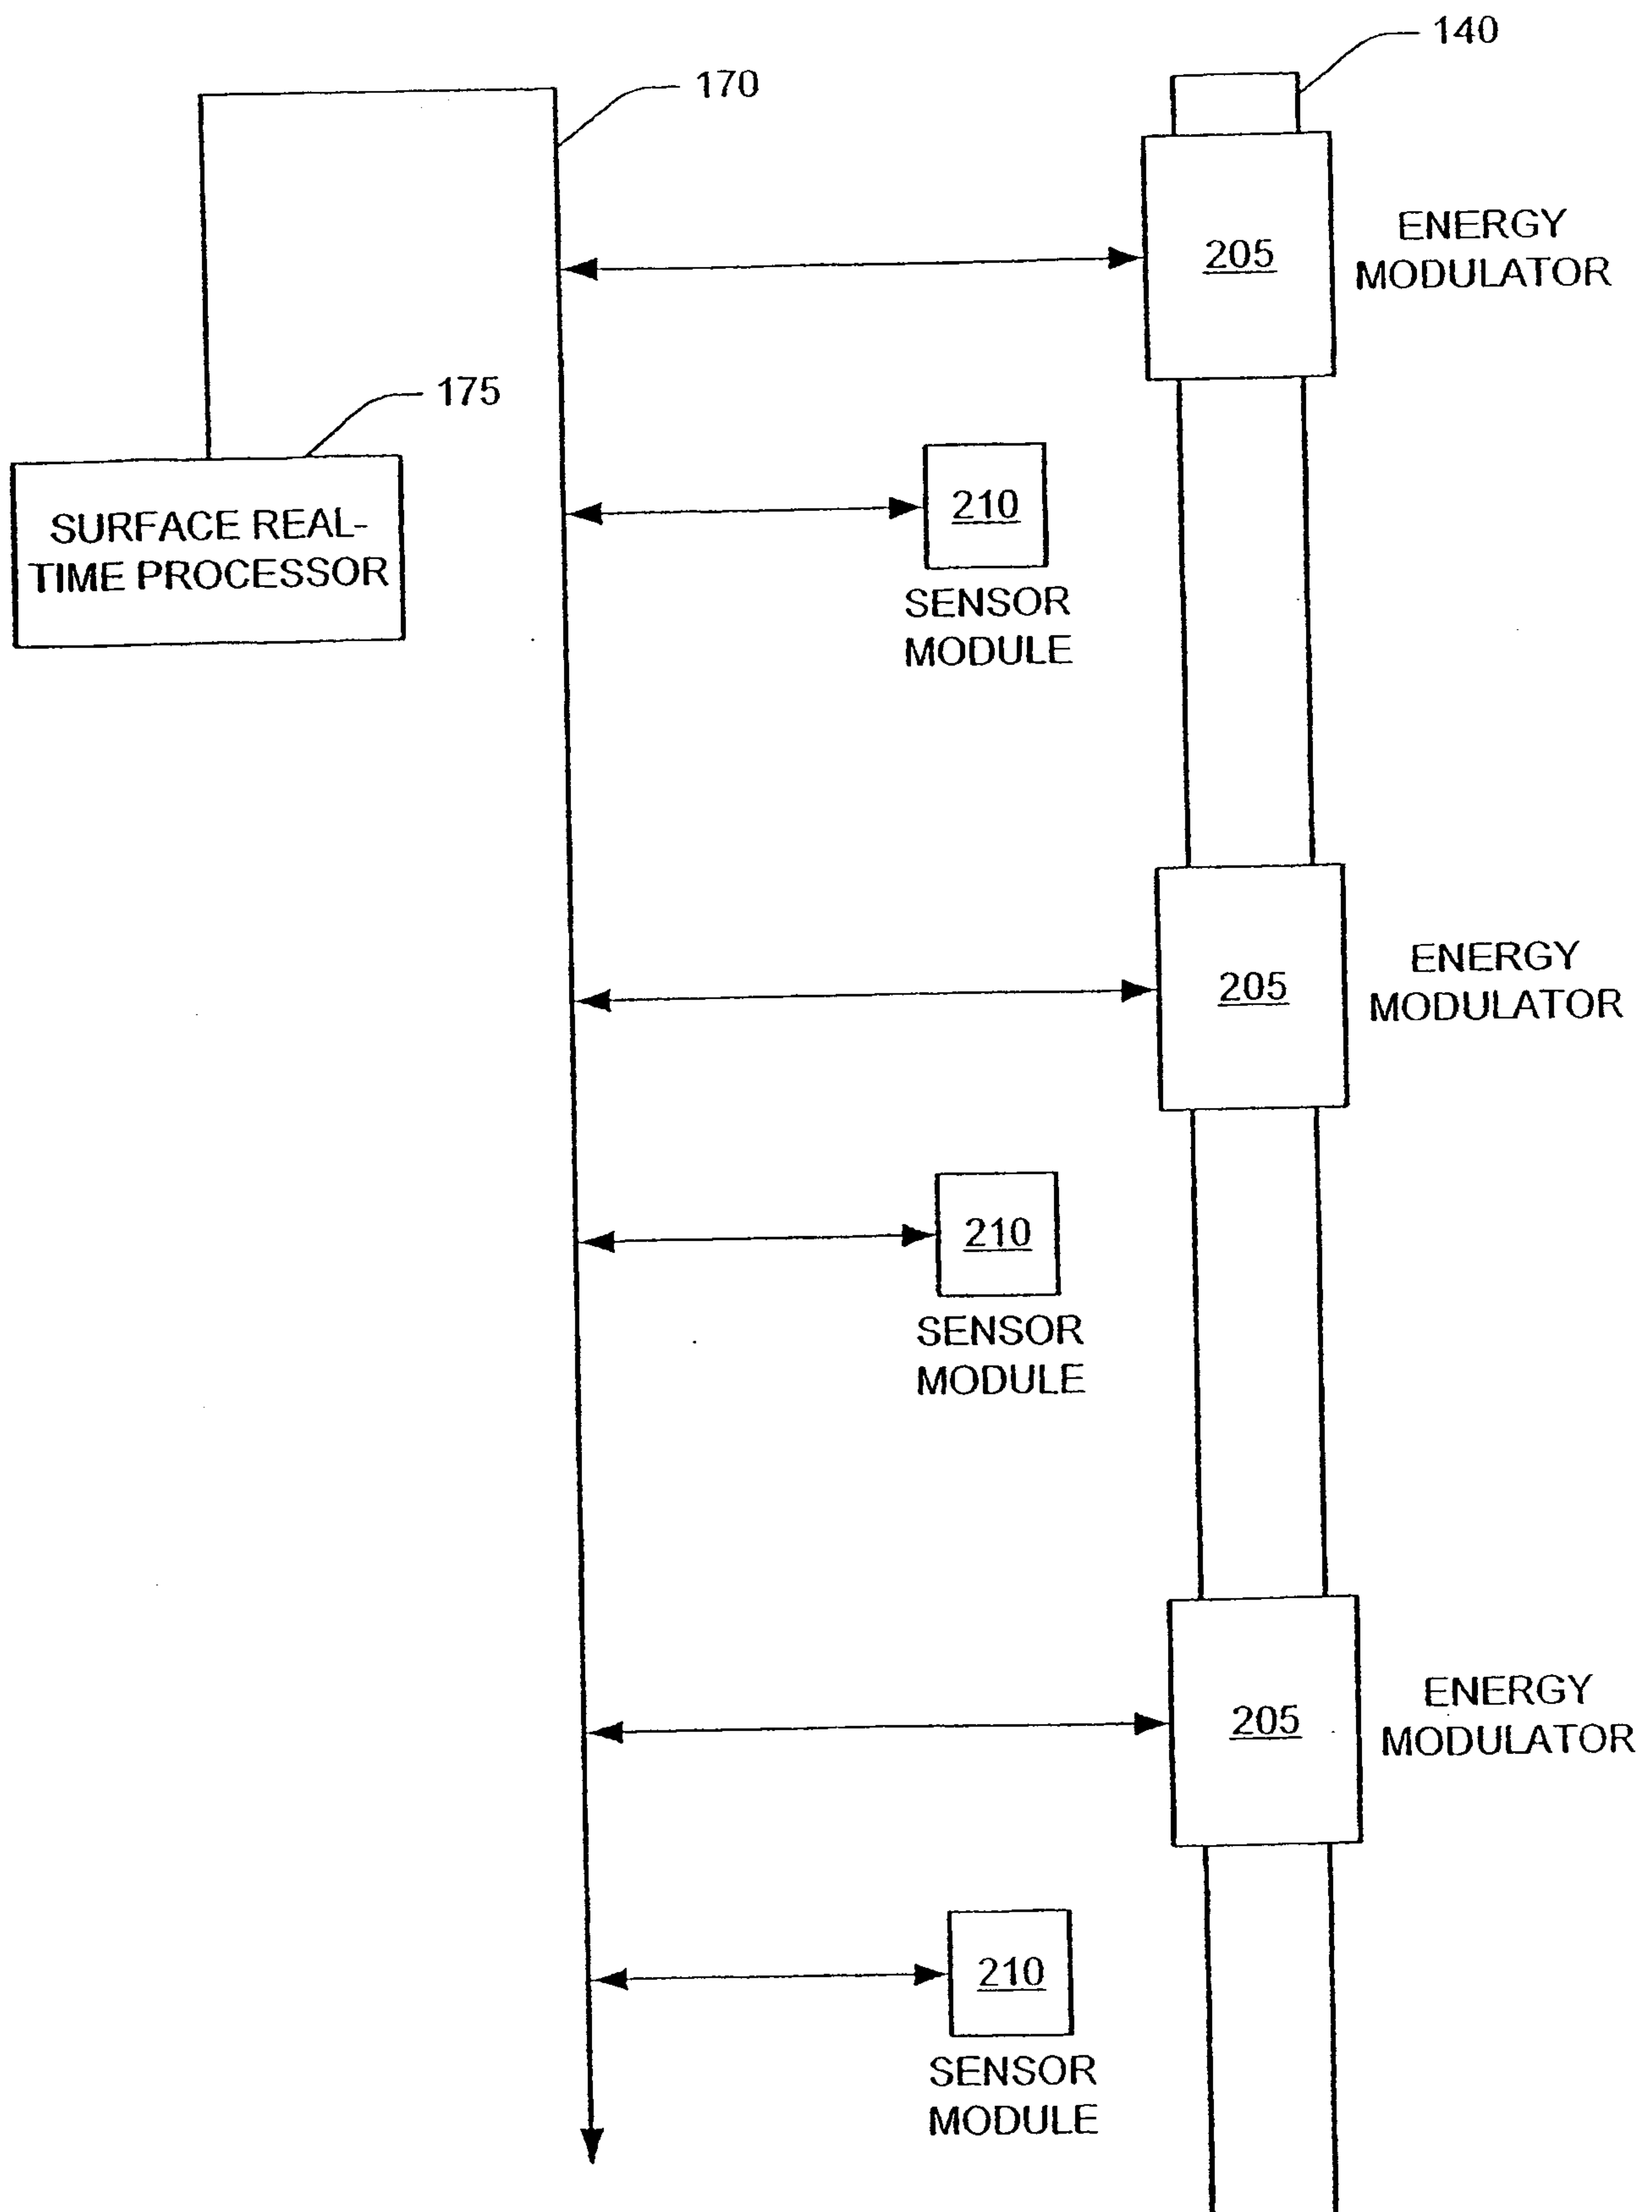 140
170
205
ENERGY
MODULATOR
175
SURFACE REAL-
TIME PROCESSOR
210
SENSOR
MODULE
205
ENERGY
MODULATOR
210
SENSOR
MODULE
205
ENERGY
MODULATOR
210
SENSOR
MODULE